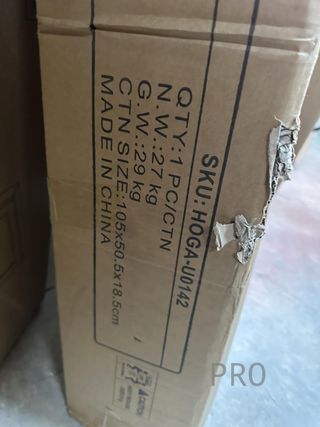 SKU: HOGA-U0142
QTY:1 PC/CTN
N.W.:27 kg
G.W.:29 kg
CTN SIZE:105x50.5x18.5cm
MADE IN CHINA
PRO